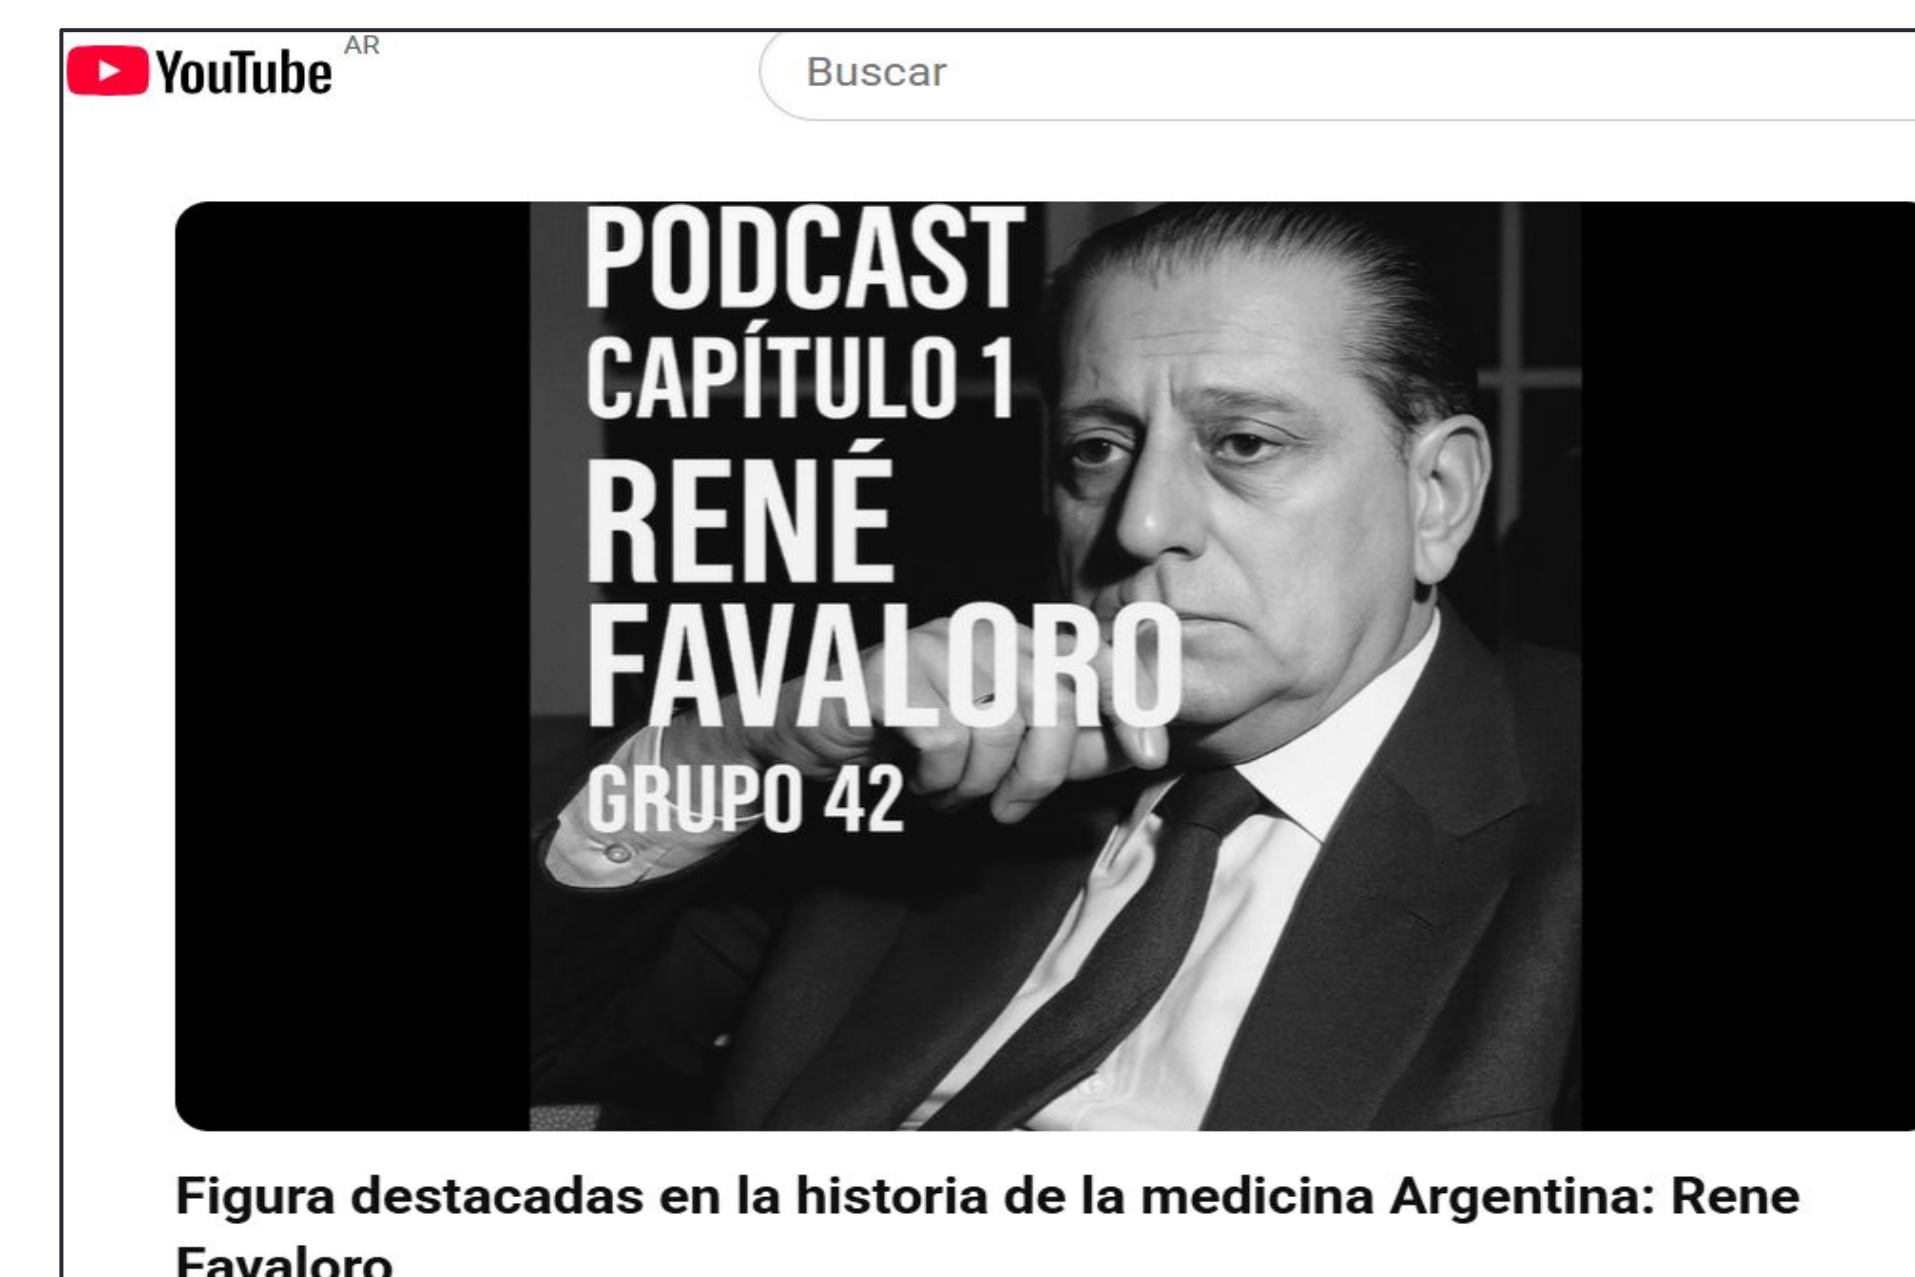 YouTube AR
Buscar
PODCAST
CAPÍTULO 1
RENÉ
FAVALORO
GRUPO 42
Figura destacadas en la historia de la medicina Argentina: Rene
Favaloro